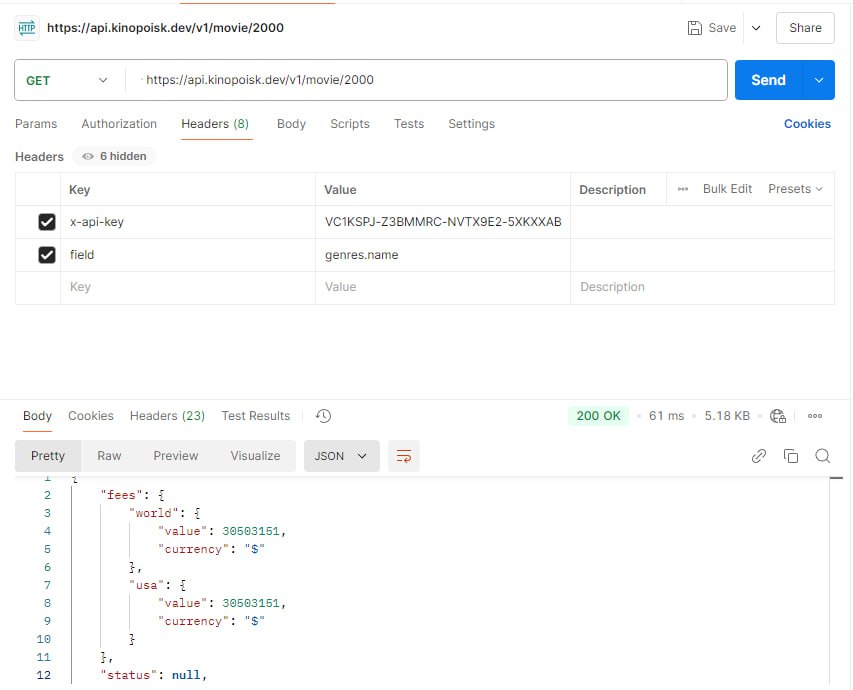 HTTP https://api.kinopoisk.dev/v1/movie/2000 Save Share
GET https://api.kinopoisk.dev/v1/movie/2000 Send
Params Authorization Headers (8) Body Scripts Tests Settings Cookies
Headers 6 hidden
Key Value Description Bulk Edit Presets
x-api-key VC1KSPJ-Z3BMMRC-NVTX9E2-5XKXXAB
field genres.name
Key Value Description
Body Cookies Headers (23) Test Results 200 OK 61 ms 5.18 KB
Pretty Raw Preview Visualize JSON
1 {
2 "fees": {
3 "world": {
4 "value": 30503151,
5 "currency": "$"
6 },
7 "usa": {
8 "value": 30503151,
9 "currency": "$"
10 }
11 },
12 "status": null,